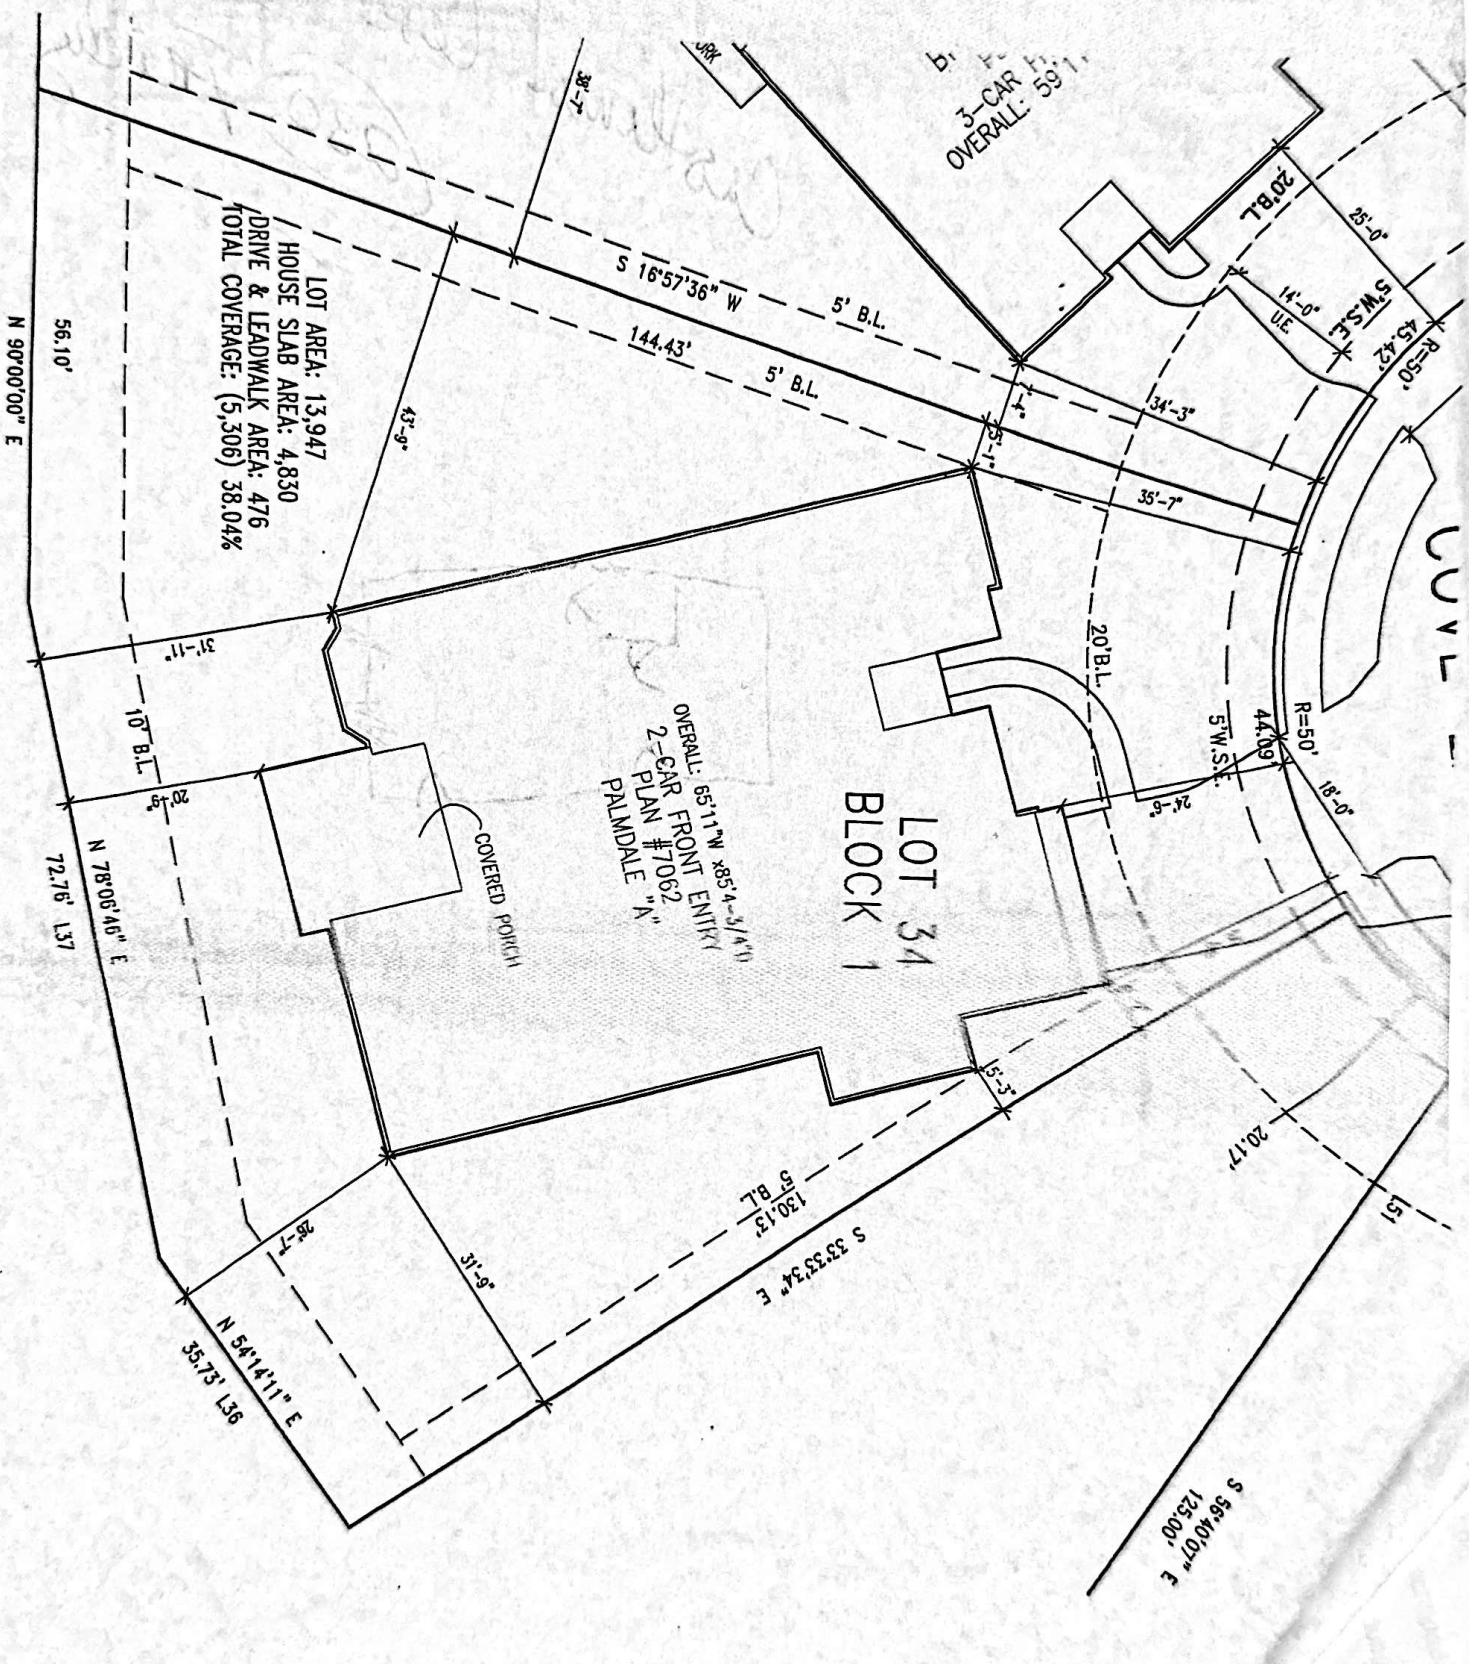 3-CAR
OVERALL: 59'1
20'B.L.
25'-0"
14'-0"
U.E
5'W.S.E.
45.42'
R=50'
38'-7"
S 16°57'36" W
5' B.L.
144.43'
5' B.L.
34'-3"
7'-4"
5'-1"
35'-7"
43'-9"
LOT AREA: 13,947
HOUSE SLAB AREA: 4,830
DRIVE & LEADWALK AREA: 476
TOTAL COVERAGE: (5,306) 38.04%
56.10'
N 90°00'00" E
20'B.L.
5'W.S.E.
44.09'
R=50'
18'-0"
24'-6"
LOT 34
BLOCK 1
OVERALL: 65'11"W x85'4-3/4"D
2-CAR FRONT ENTRY
PLAN #7062
PALMDALE "A"
COVERED PORCH
31'-11"
10' B.L.
20'-9"
N 78°06'46" E
72.76' L37
26'-7"
31'-9"
N 54°14'11" E
35.73' L36
5'-3"
130.13'
5' B.L.
S 33°33'34" E
20.17'
S 56°40'07" E
125.00'